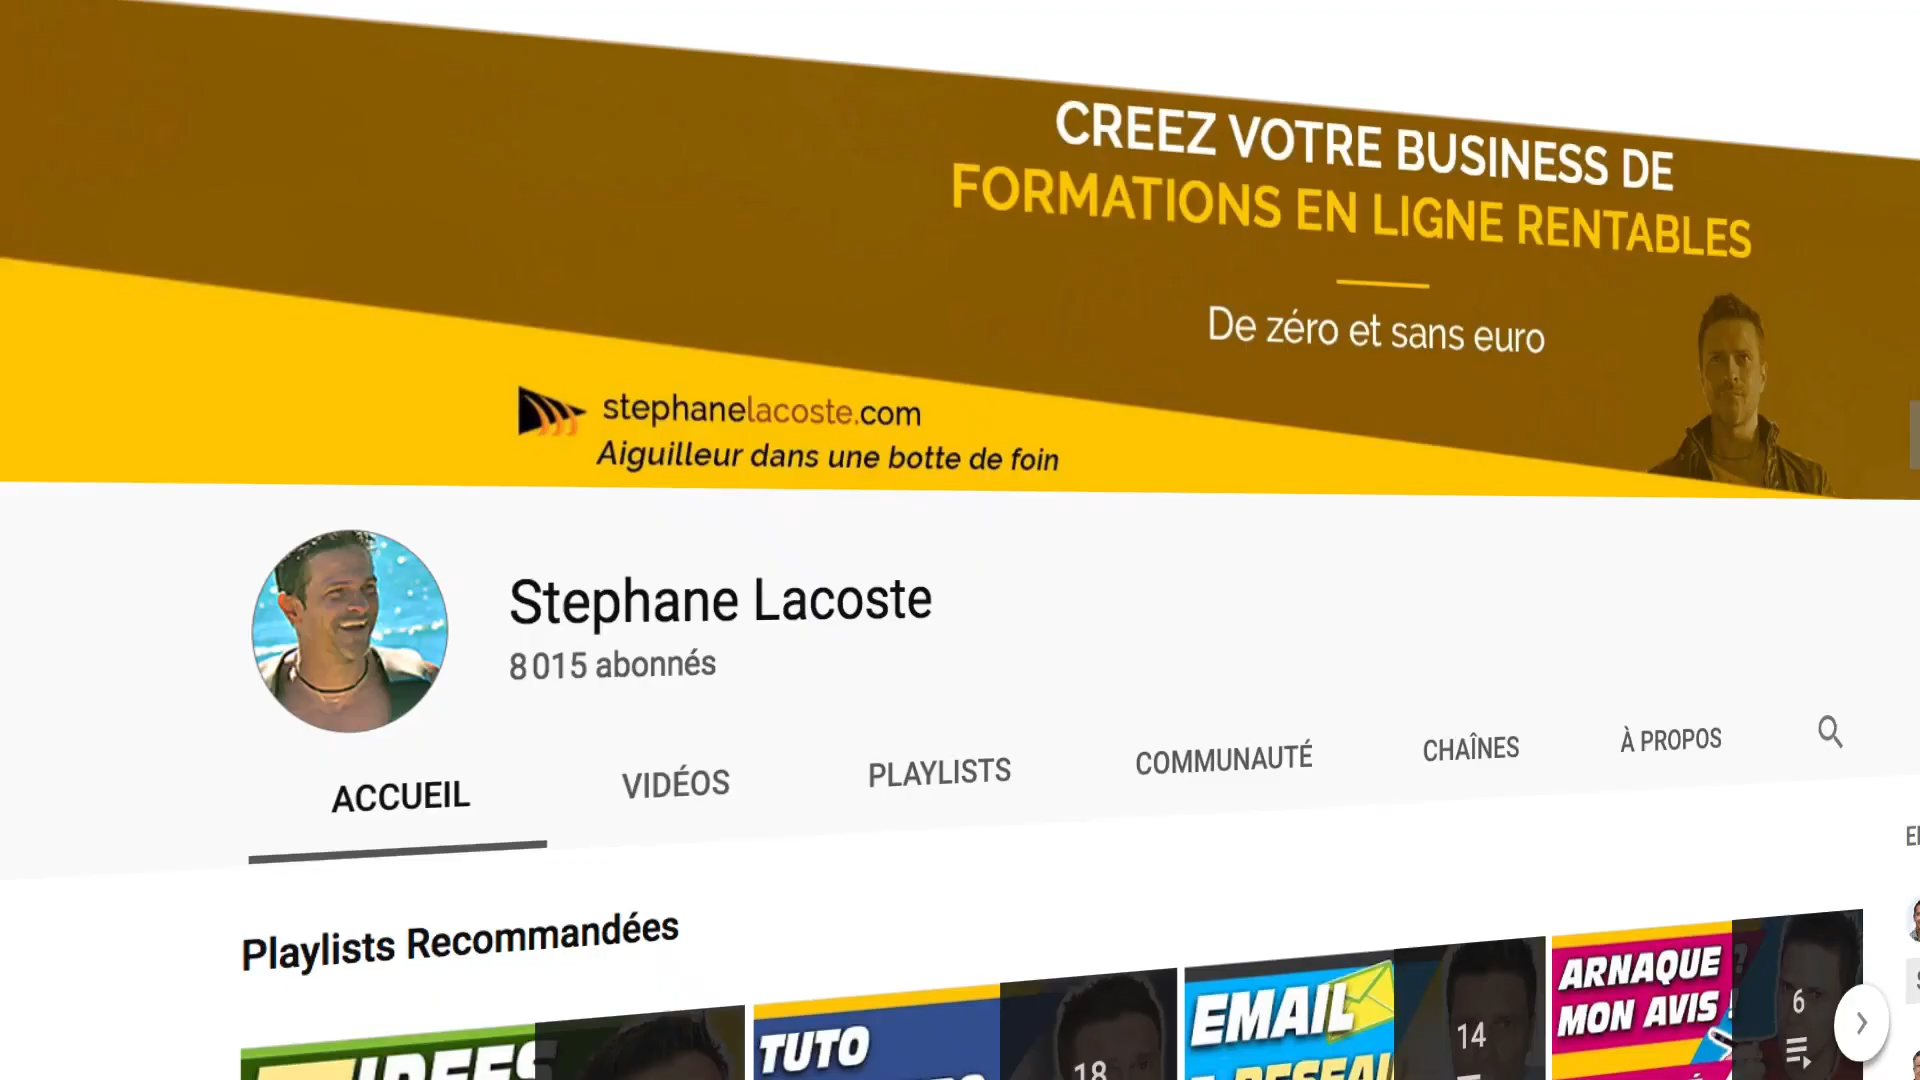 CREEZ VOTRE BUSINESS DE
FORMATIONS EN LIGNE RENTABLES
De zéro et sans euro
stephanelacoste.com
Aiguilleur dans une botte de foin
Stephane Lacoste
8 015 abonnés
ACCUEIL
VIDÉOS
PLAYLISTS
COMMUNAUTÉ
CHAÎNES
À PROPOS
Playlists Recommandées
IDEES
TUTO
18
EMAIL
14
ARNAQUE ?
MON AVIS !
6